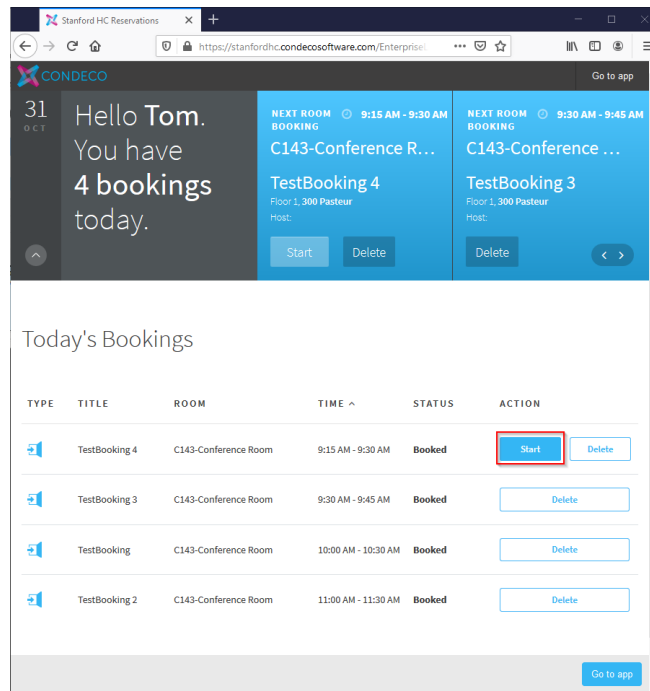 Stanford HC Reservations
https://stanfordhc.condecosoftware.com/Enterprise
CONDECO
Go to app
31
OCT
Hello Tom.
You have
4 bookings
today.
NEXT ROOM BOOKING
9:15 AM - 9:30 AM
C143-Conference R...
TestBooking 4
Floor 1, 300 Pasteur
Host:
Start
Delete
NEXT ROOM BOOKING
9:30 AM - 9:45 AM
C143-Conference ...
TestBooking 3
Floor 1, 300 Pasteur
Host:
Delete
Today's Bookings
TYPE TITLE ROOM TIME STATUS ACTION
TestBooking 4 C143-Conference Room 9:15 AM - 9:30 AM Booked Start Delete
TestBooking 3 C143-Conference Room 9:30 AM - 9:45 AM Booked Delete
TestBooking C143-Conference Room 10:00 AM - 10:30 AM Booked Delete
TestBooking 2 C143-Conference Room 11:00 AM - 11:30 AM Booked Delete
Go to app